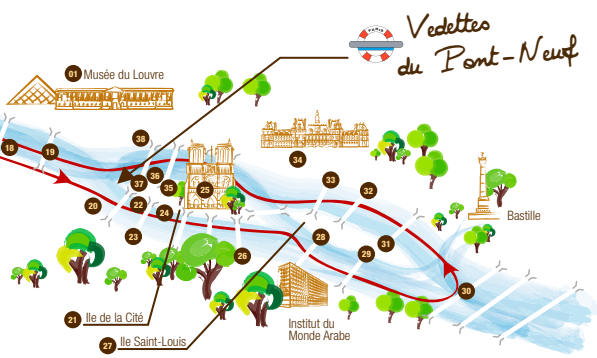 Vedettes
du Pont-Neuf
PARIS
01 Musée du Louvre
38
18
19
34
36
37
35
25
33
32
20
22
24
23
26
28
29
31
30
Bastille
21 Ile de la Cité
27 Ile Saint-Louis
Institut du
Monde Arabe